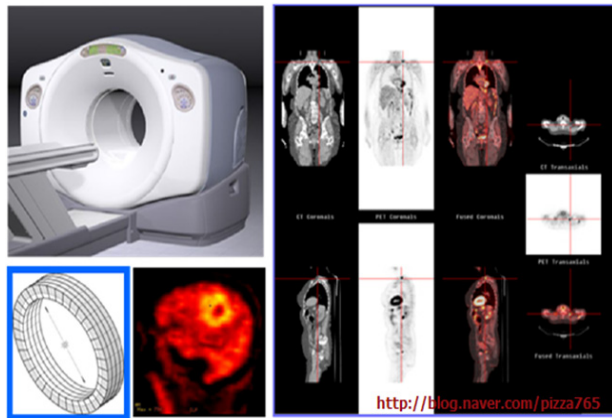 CT Coronals
PET Coronals
Fused Coronals
CT Transaxials
PET Transaxials
Fused Transaxials
http://blog.naver.com/pizza765